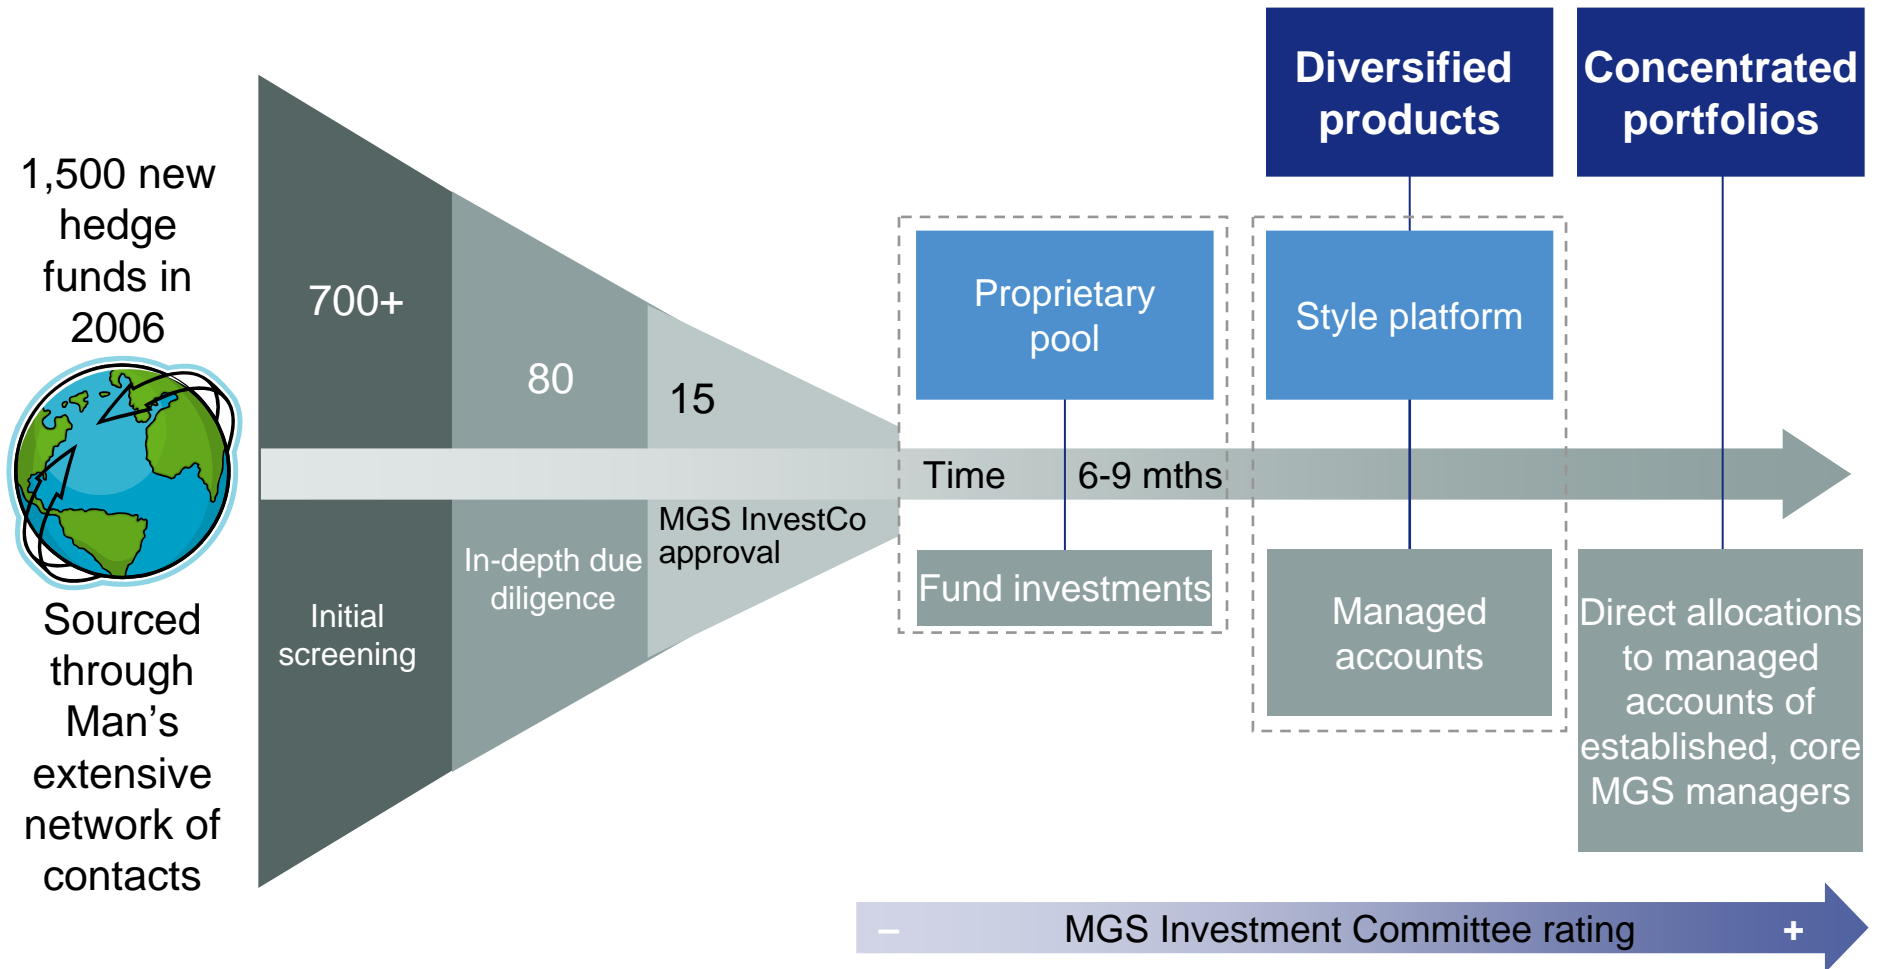 1,500 new
hedge
funds in
2006
Sourced
through
Man's
extensive
network of
contacts
700+
Initial
screening
80
In-depth due
diligence
15
MGS InvestCo
approval
Time
6-9 mths
Proprietary
pool
Fund investments
Diversified
products
Style platform
Managed
accounts
Concentrated
portfolios
Direct allocations
to managed
accounts of
established, core
MGS managers
– MGS Investment Committee rating +